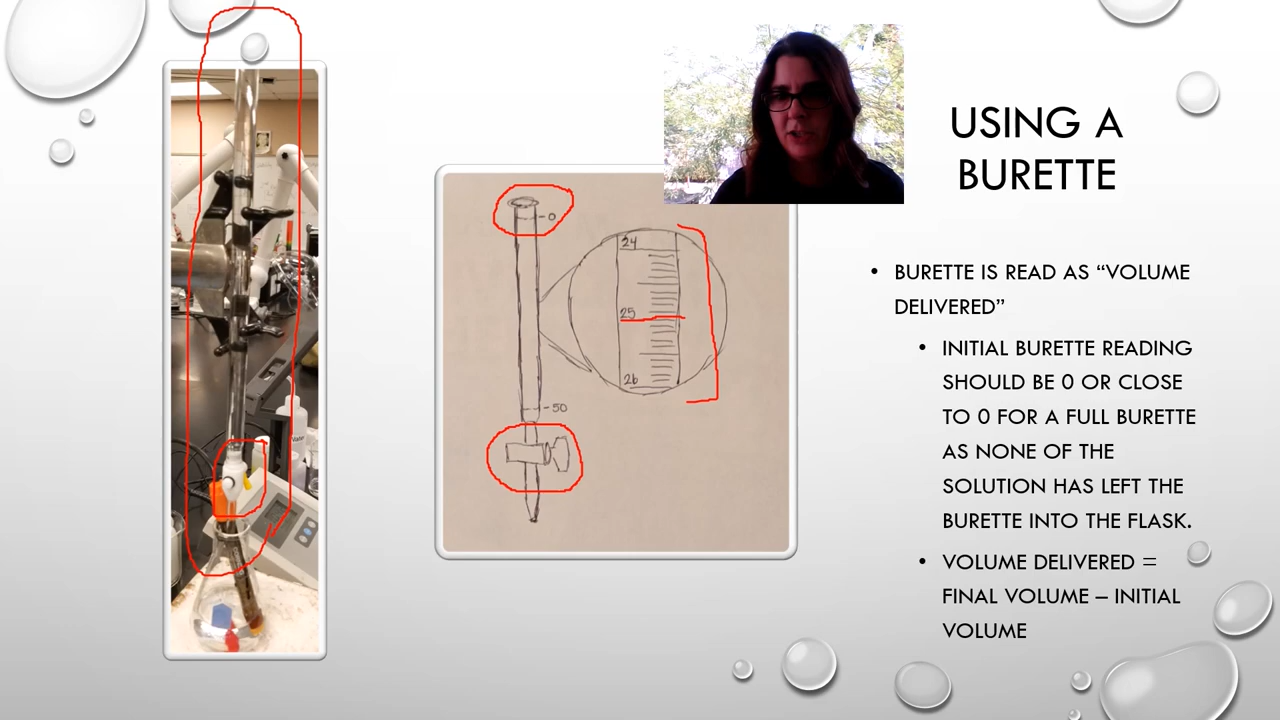 USING A
BURETTE
• BURETTE IS READ AS “VOLUME
DELIVERED”
• INITIAL BURETTE READING
SHOULD BE 0 OR CLOSE
TO 0 FOR A FULL BURETTE
AS NONE OF THE
SOLUTION HAS LEFT THE
BURETTE INTO THE FLASK.
• VOLUME DELIVERED =
FINAL VOLUME – INITIAL
VOLUME
-0
24
25
26
-50